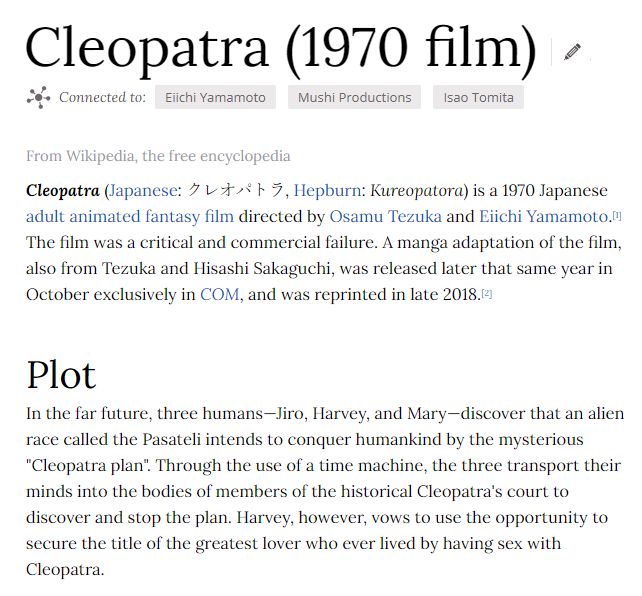 Cleopatra (1970 film)
Connected to: Eiichi Yamamoto Mushi Productions Isao Tomita
From Wikipedia, the free encyclopedia
Cleopatra (Japanese: クレオパトラ, Hepburn: Kureopatora) is a 1970 Japanese
adult animated fantasy film directed by Osamu Tezuka and Eiichi Yamamoto.[1]
The film was a critical and commercial failure. A manga adaptation of the film,
also from Tezuka and Hisashi Sakaguchi, was released later that same year in
October exclusively in COM, and was reprinted in late 2018.[2]
Plot
In the far future, three humans—Jiro, Harvey, and Mary—discover that an alien
race called the Pasateli intends to conquer humankind by the mysterious
"Cleopatra plan". Through the use of a time machine, the three transport their
minds into the bodies of members of the historical Cleopatra's court to
discover and stop the plan. Harvey, however, vows to use the opportunity to
secure the title of the greatest lover who ever lived by having sex with
Cleopatra.